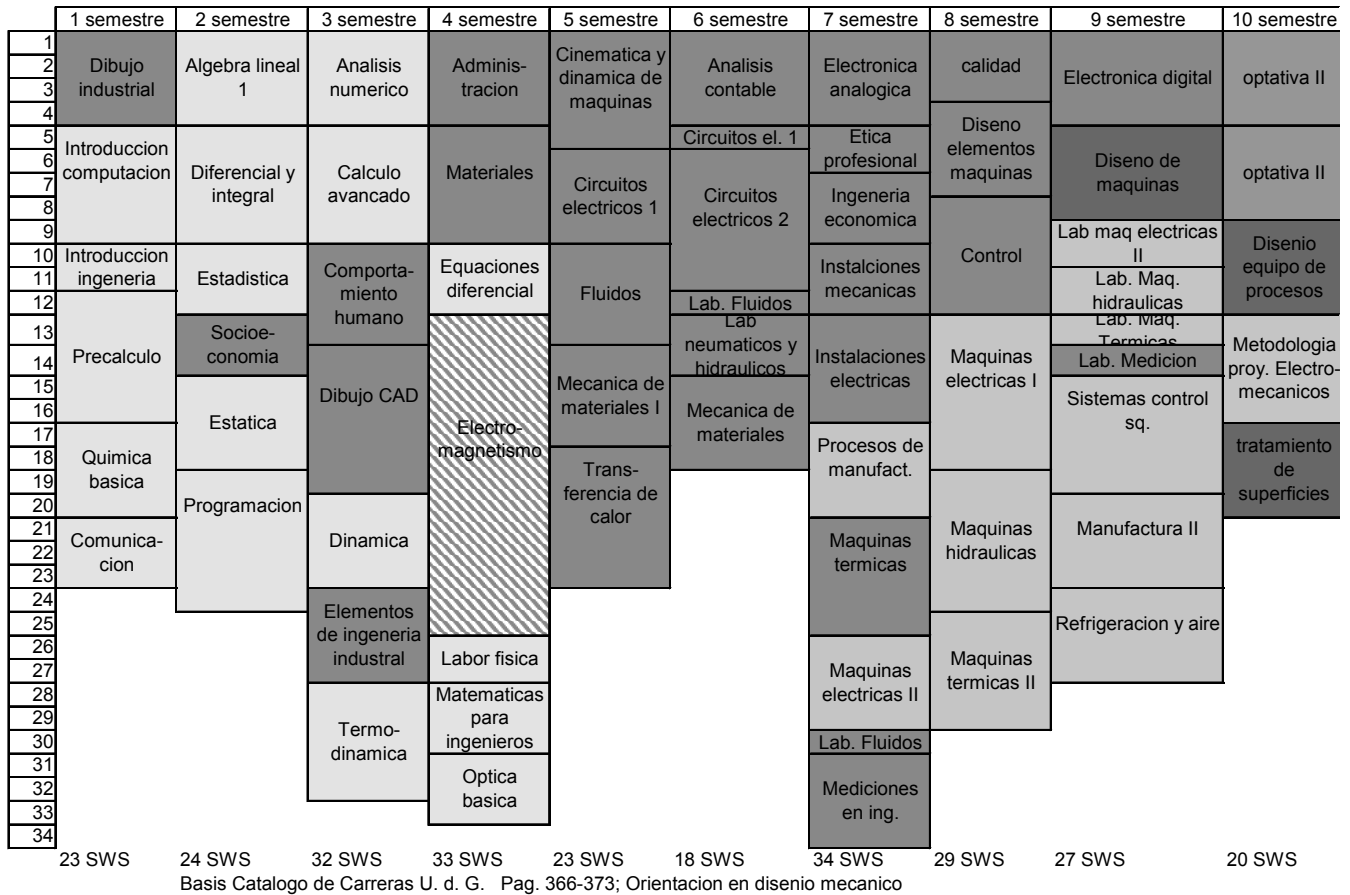 1 semestre
2 semestre
3 semestre
4 semestre
5 semestre
6 semestre
7 semestre
8 semestre
9 semestre
10 semestre
1
2
3
4
5
6
7
8
9
10
11
12
13
14
15
16
17
18
19
20
21
22
23
24
25
26
27
28
29
30
31
32
33
34
Dibujo
industrial
Introduccion
computacion
Introduccion
ingeneria
Precalculo
Quimica
basica
Comunica-
cion
Algebra lineal
1
Diferencial y
integral
Estadistica
Socioe-
conomia
Estatica
Programacion
Analisis
numerico
Calculo
avancado
Comporta-
miento
humano
Dibujo CAD
Dinamica
Elementos
de ingeneria
industral
Termo-
dinamica
Adminis-
tracion
Materiales
Equaciones
diferencial
Electro-
magnetismo
Labor fisica
Matematicas
para
ingenieros
Optica
basica
Cinematica y
dinamica de
maquinas
Circuitos
electricos 1
Fluidos
Mecanica de
materiales I
Trans-
ferencia de
calor
Analisis
contable
Circuitos el. 1
Circuitos
electricos 2
Lab. Fluidos
Lab
neumaticos y
hidraulicos
Mecanica de
materiales
Electronica
analogica
Etica
profesional
Ingeneria
economica
Instalciones
mecanicas
Instalaciones
electricas
Procesos de
manufact.
Maquinas
termicas
Maquinas
electricas II
Lab. Fluidos
Mediciones
en ing.
calidad
Diseno
elementos
maquinas
Control
Maquinas
electricas I
Maquinas
hidraulicas
Maquinas
termicas II
Electronica digital
Diseno de
maquinas
Lab maq electricas
II
Lab. Maq.
hidraulicas
Lab. Maq.
Termicas
Lab. Medicion
Sistemas control
sq.
Manufactura II
Refrigeracion y aire
optativa II
optativa II
Disenio
equipo de
procesos
Metodologia
proy. Electro-
mecanicos
tratamiento
de
superficies
23 SWS
24 SWS
32 SWS
33 SWS
23 SWS
18 SWS
34 SWS
29 SWS
27 SWS
20 SWS
Basis Catalogo de Carreras U. d. G. Pag. 366-373; Orientacion en disenio mecanico